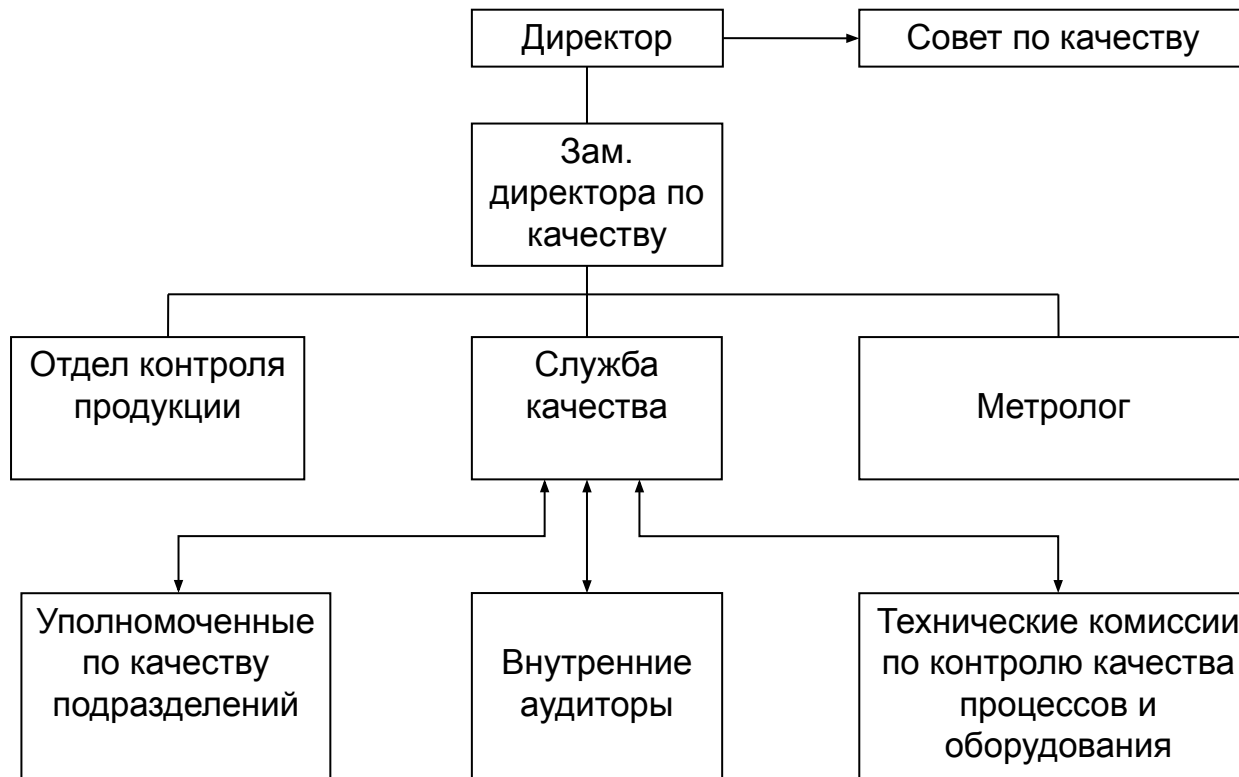 Директор
Совет по качеству
Зам.
директора по
качеству
Отдел контроля
продукции
Служба
качества
Метролог
Уполномоченные
по качеству
подразделений
Внутренние
аудиторы
Технические комиссии
по контролю качества
процессов и
оборудования